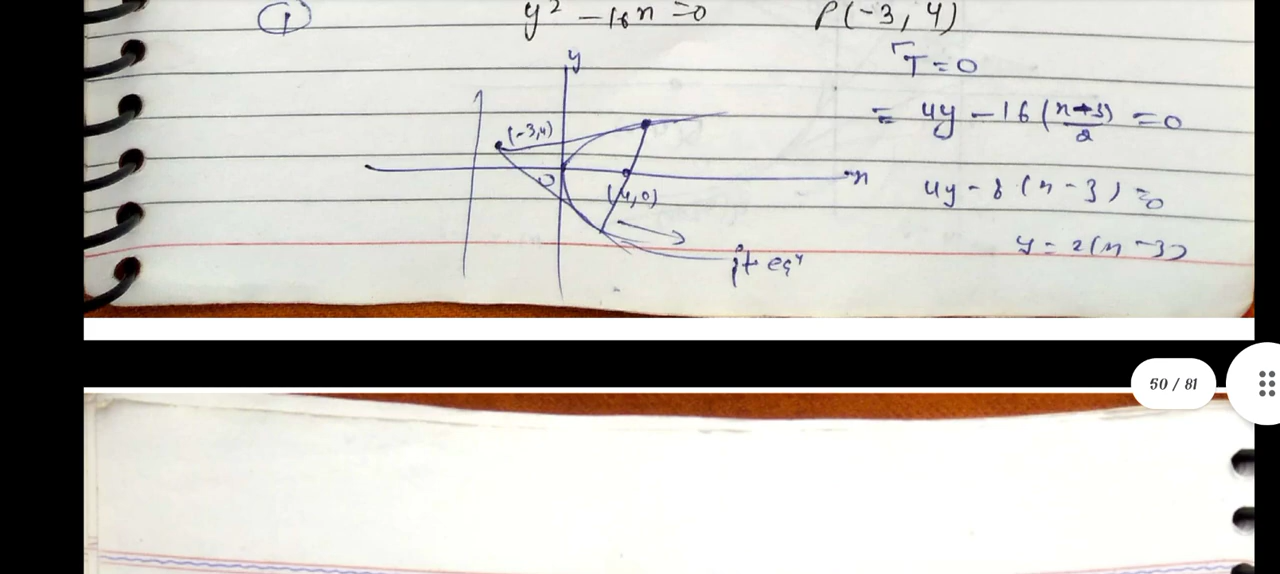 ① y² - 16x = 0 P(-3, 4)
T = 0
y
= 4y - 16 (x+3)/2 = 0
(-3,4)
x
O
(4,0)
4y - 8 (x - 3) = 0
y = 2(x - 3)
it eqⁿ
50 / 81